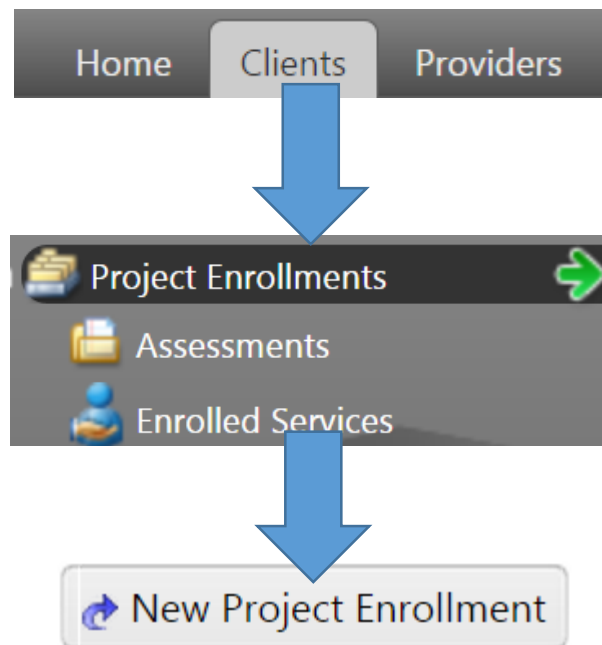 Home Clients Providers
Project Enrollments
Assessments
Enrolled Services
New Project Enrollment